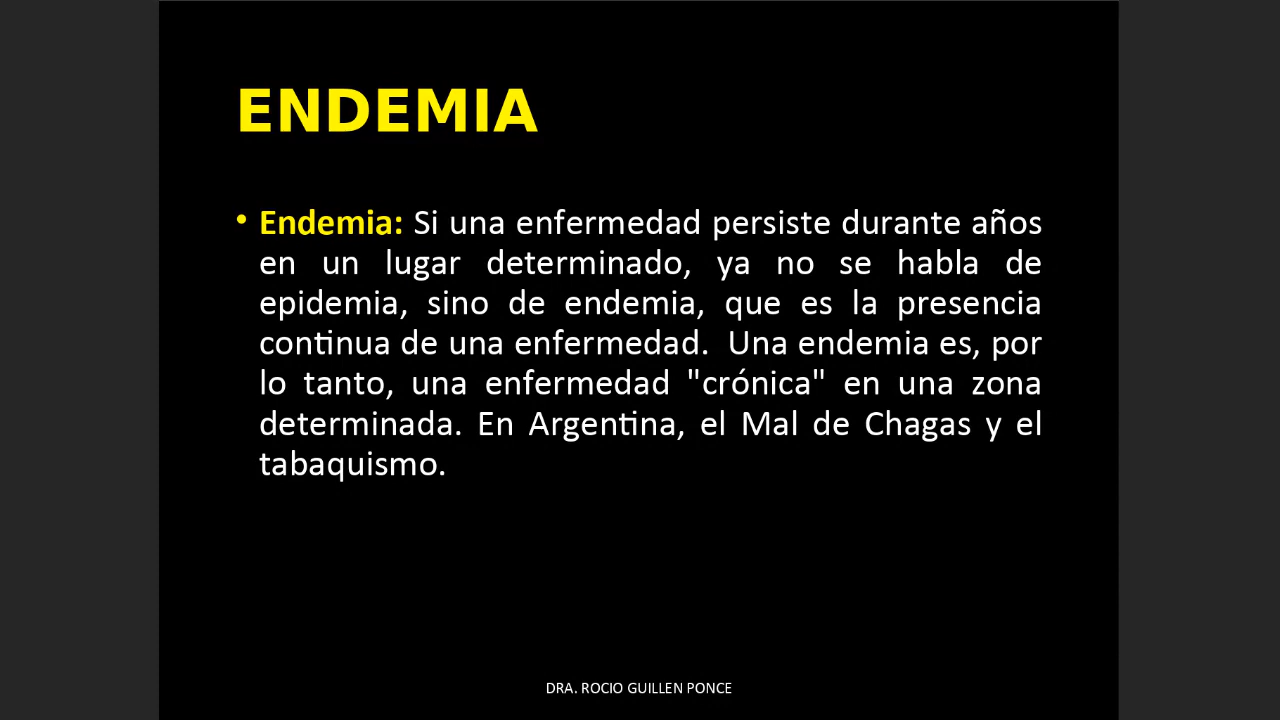 ENDEMIA
• Endemia: Si una enfermedad persiste durante años
en un lugar determinado, ya no se habla de
epidemia, sino de endemia, que es la presencia
continua de una enfermedad.  Una endemia es, por
lo tanto, una enfermedad "crónica" en una zona
determinada. En Argentina, el Mal de Chagas y el
tabaquismo.
DRA. ROCIO GUILLEN PONCE